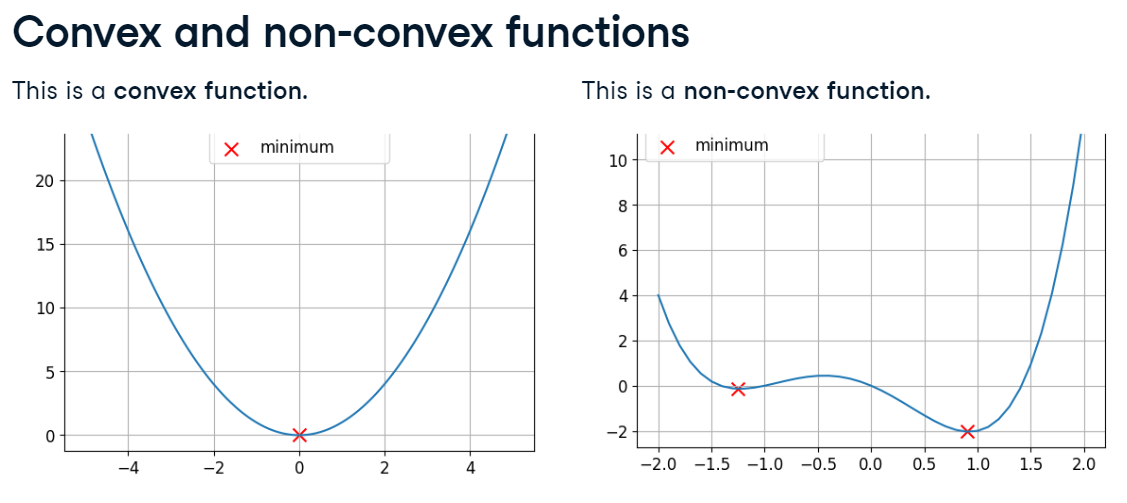 Convex and non-convex functions
This is a convex function.
This is a non-convex function.
minimum
20
15
10
5
0
−4 −2 0 2 4
minimum
10
8
6
4
2
0
−2
−2.0 −1.5 −1.0 −0.5 0.0 0.5 1.0 1.5 2.0